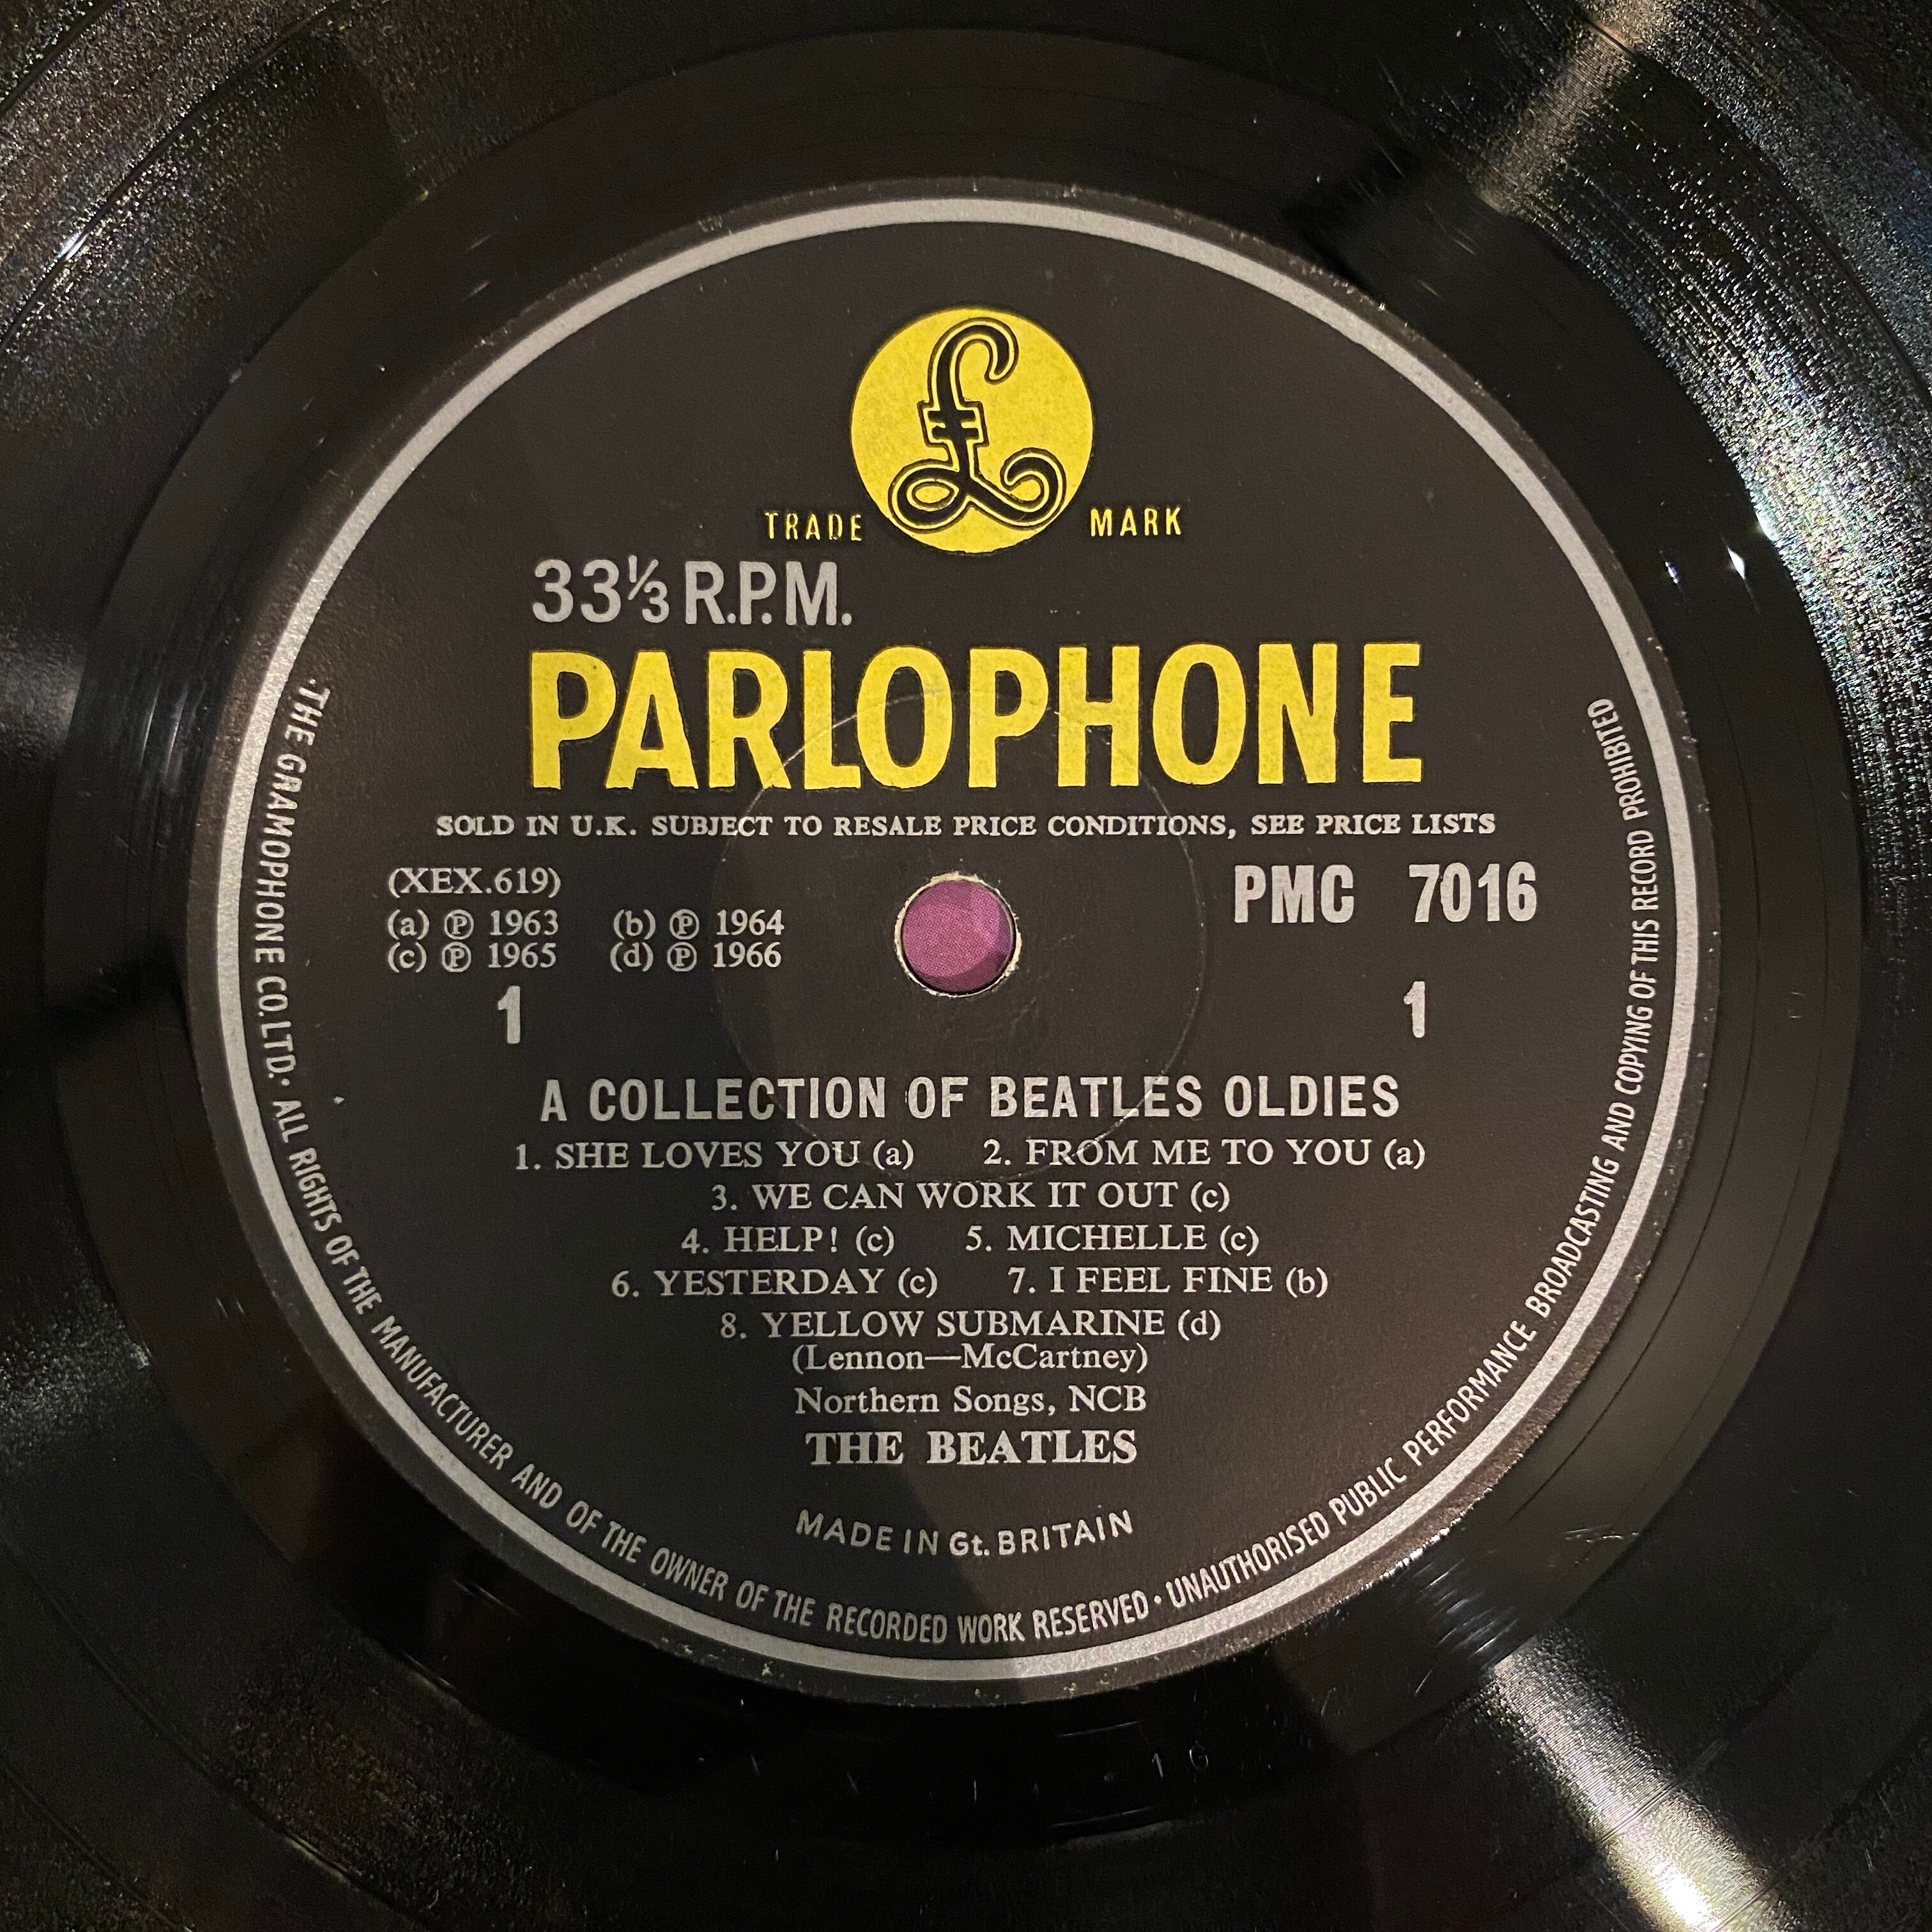 £
TRADE MARK
33⅓ R.P.M.
PARLOPHONE
SOLD IN U.K. SUBJECT TO RESALE PRICE CONDITIONS, SEE PRICE LISTS
(XEX.619)
(a) ℗ 1963 (b) ℗ 1964
(c) ℗ 1965 (d) ℗ 1966
PMC 7016
1 1
A COLLECTION OF BEATLES OLDIES
1. SHE LOVES YOU (a) 2. FROM ME TO YOU (a)
3. WE CAN WORK IT OUT (c)
4. HELP! (c) 5. MICHELLE (c)
6. YESTERDAY (c) 7. I FEEL FINE (b)
8. YELLOW SUBMARINE (d)
(Lennon—McCartney)
Northern Songs, NCB
THE BEATLES
MADE IN Gt. BRITAIN
·THE GRAMOPHONE CO.LTD.· ALL RIGHTS OF THE MANUFACTURER AND OF THE OWNER OF THE RECORDED WORK RESERVED · UNAUTHORISED PUBLIC PERFORMANCE BROADCASTING AND COPYING OF THIS RECORD PROHIBITED